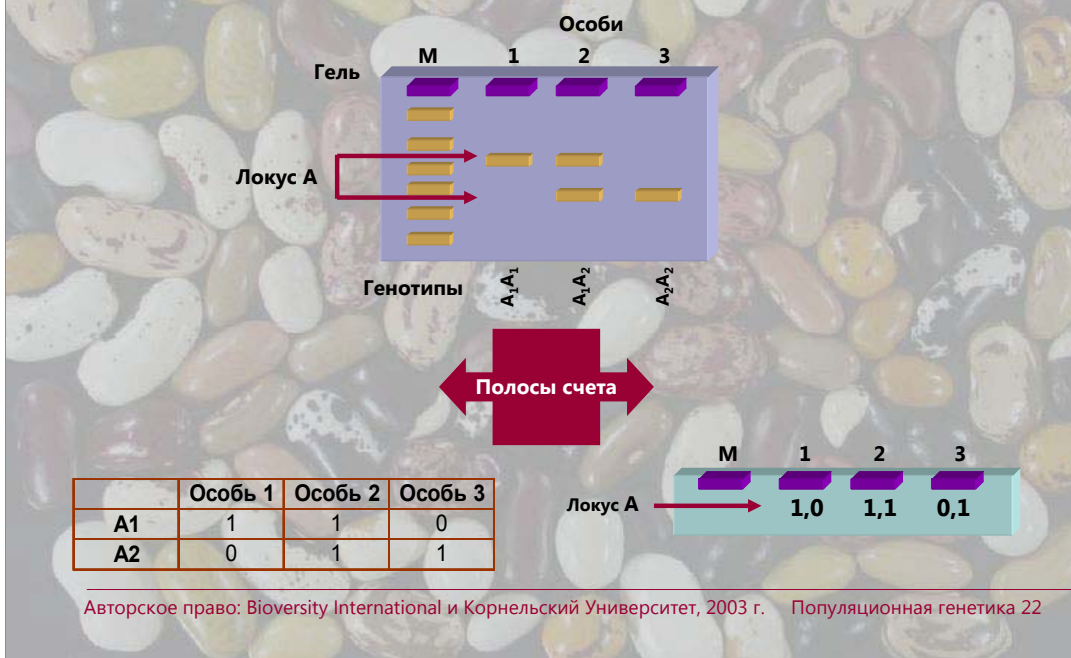 Особи
М 1 2 3
Гель
Локус А
Генотипы
A₁A₁ A₁A₂ A₂A₂
Полосы счета
Особь 1 Особь 2 Особь 3
A1 1 1 0
A2 0 1 1
М 1 2 3
Локус А 1,0 1,1 0,1
Авторское право: Bioversity International и Корнельский Университет, 2003 г. Популяционная генетика 22